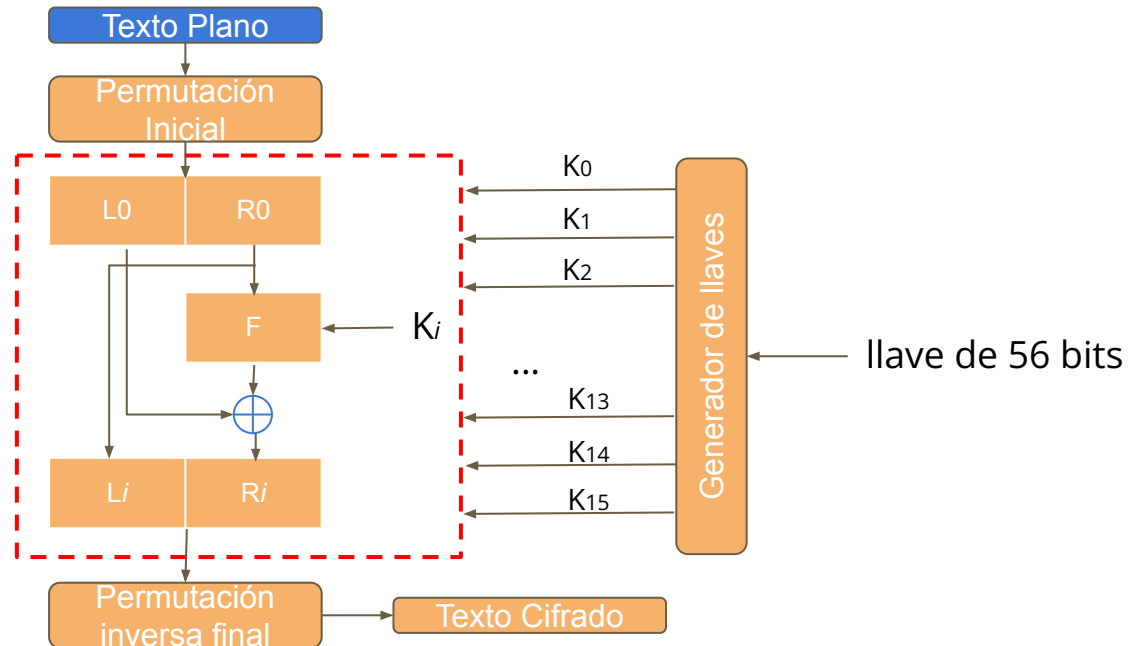 Texto Plano
Permutación
Inicial
L0
R0
F
Ki
Li
Ri
Permutación
inversa final
Texto Cifrado
K0
K1
K2
...
K13
K14
K15
Generador de llaves
llave de 56 bits